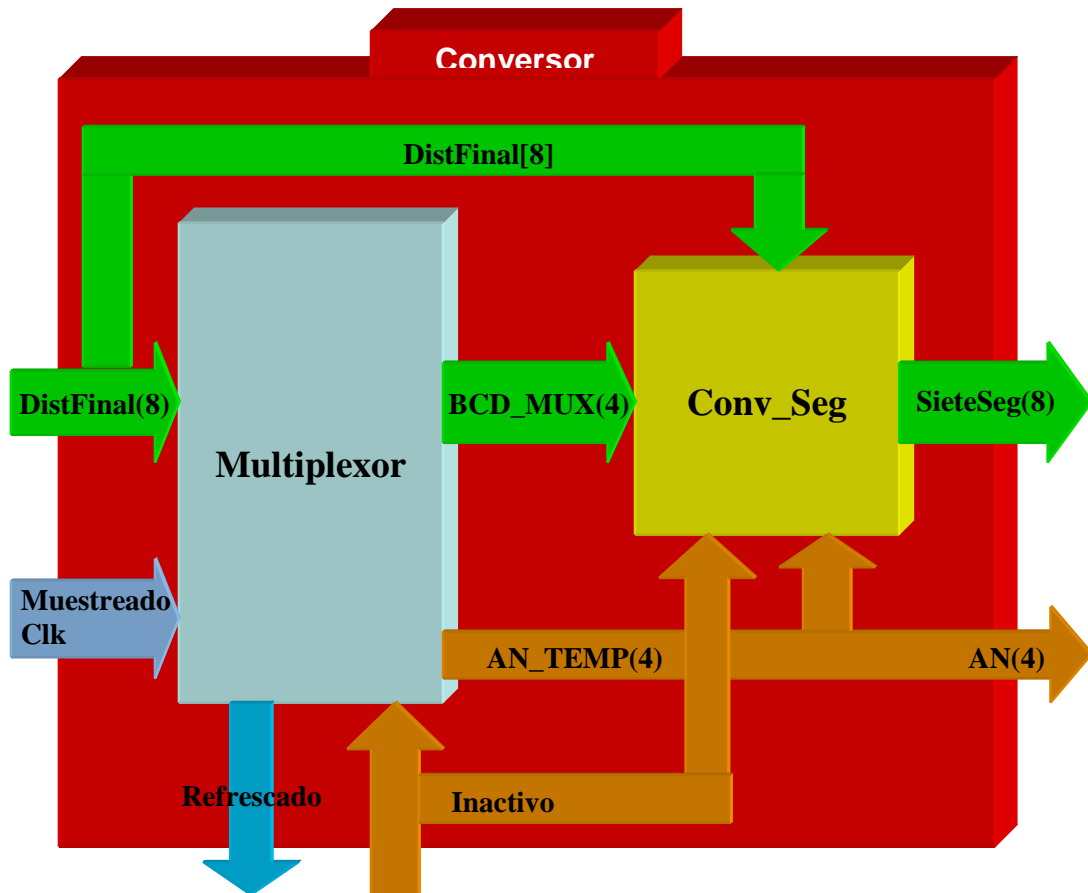 Conversor
DistFinal[8]
DistFinal(8)
BCD_MUX(4)
Conv_Seg
SieteSeg(8)
Multiplexor
Muestreado
Clk
AN_TEMP(4)
AN(4)
Refrescado
Inactivo